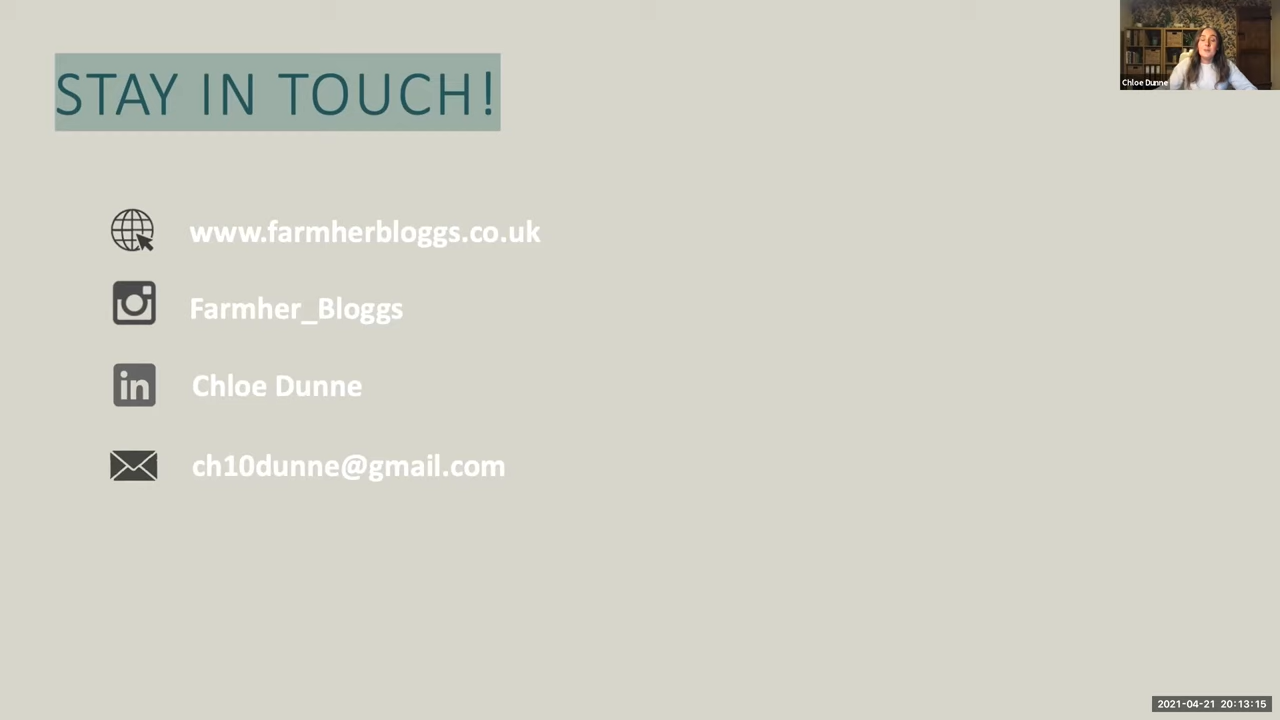 STAY IN TOUCH!
Chloe Dunne
www.farmherbloggs.co.uk
Farmher_Bloggs
in
Chloe Dunne
ch10dunne@gmail.com
2021-04-21 20:13:15